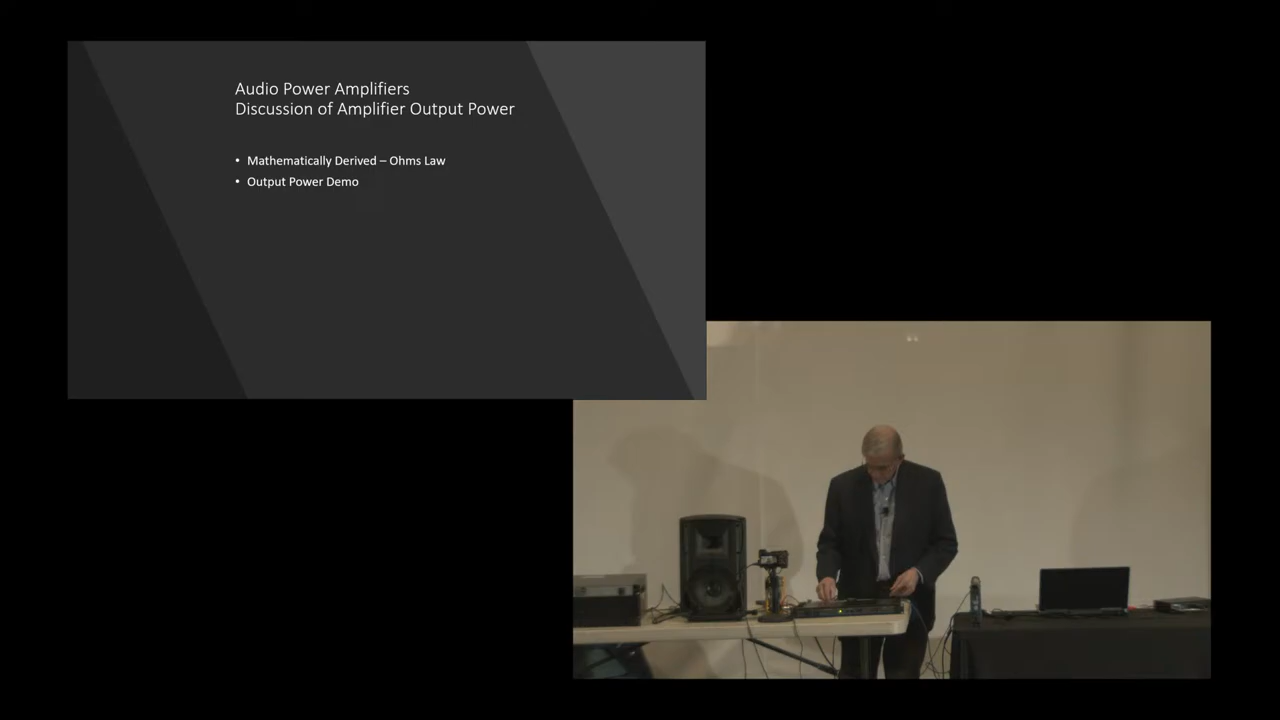 Audio Power Amplifiers
Discussion of Amplifier Output Power
• Mathematically Derived – Ohms Law
• Output Power Demo